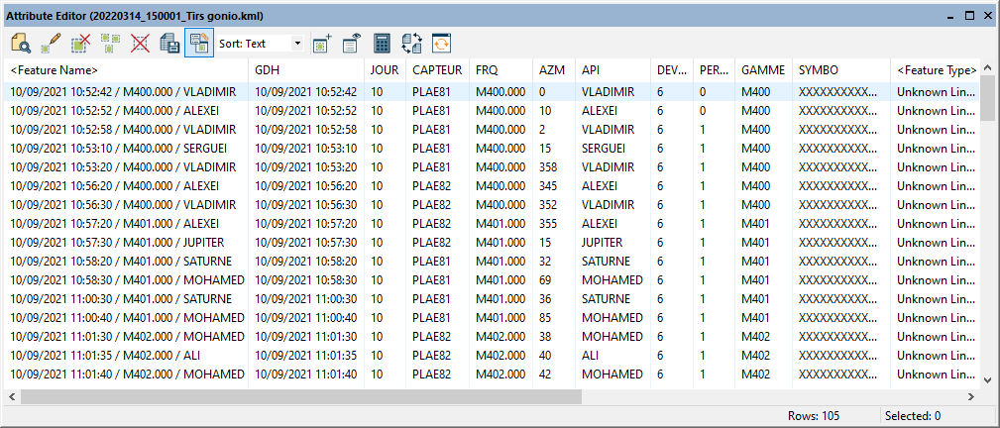 Attribute Editor (20220314_150001_Tirs gonio.kml)
Sort: Text
<Feature Name> GDH JOUR CAPTEUR FRQ AZM API DEV... PER... GAMME SYMBO <Feature Type>
10/09/2021 10:52:42 / M400.000 / VLADIMIR 10/09/2021 10:52:42 10 PLAE81 M400.000 0 VLADIMIR 6 0 M400 XXXXXXXXXX... Unknown Lin...
10/09/2021 10:52:52 / M400.000 / ALEXEI 10/09/2021 10:52:52 10 PLAE81 M400.000 10 ALEXEI 6 0 M400 XXXXXXXXXX... Unknown Lin...
10/09/2021 10:52:58 / M400.000 / VLADIMIR 10/09/2021 10:52:58 10 PLAE81 M400.000 2 VLADIMIR 6 1 M400 XXXXXXXXXX... Unknown Lin...
10/09/2021 10:53:10 / M400.000 / SERGUEI 10/09/2021 10:53:10 10 PLAE81 M400.000 15 SERGUEI 6 1 M400 XXXXXXXXXX... Unknown Lin...
10/09/2021 10:53:20 / M400.000 / VLADIMIR 10/09/2021 10:53:20 10 PLAE81 M400.000 358 VLADIMIR 6 1 M400 XXXXXXXXXX... Unknown Lin...
10/09/2021 10:56:20 / M400.000 / ALEXEI 10/09/2021 10:56:20 10 PLAE82 M400.000 345 ALEXEI 6 1 M400 XXXXXXXXXX... Unknown Lin...
10/09/2021 10:56:30 / M400.000 / VLADIMIR 10/09/2021 10:56:30 10 PLAE82 M400.000 352 VLADIMIR 6 1 M400 XXXXXXXXXX... Unknown Lin...
10/09/2021 10:57:20 / M401.000 / ALEXEI 10/09/2021 10:57:20 10 PLAE82 M401.000 355 ALEXEI 6 1 M401 XXXXXXXXXX... Unknown Lin...
10/09/2021 10:57:30 / M401.000 / JUPITER 10/09/2021 10:57:30 10 PLAE82 M401.000 15 JUPITER 6 1 M401 XXXXXXXXXX... Unknown Lin...
10/09/2021 10:58:20 / M401.000 / SATURNE 10/09/2021 10:58:20 10 PLAE81 M401.000 32 SATURNE 6 1 M401 XXXXXXXXXX... Unknown Lin...
10/09/2021 10:58:30 / M401.000 / MOHAMED 10/09/2021 10:58:30 10 PLAE81 M401.000 69 MOHAMED 6 1 M401 XXXXXXXXXX... Unknown Lin...
10/09/2021 11:00:30 / M401.000 / SATURNE 10/09/2021 11:00:30 10 PLAE81 M401.000 36 SATURNE 6 1 M401 XXXXXXXXXX... Unknown Lin...
10/09/2021 11:00:40 / M401.000 / MOHAMED 10/09/2021 11:00:40 10 PLAE81 M401.000 85 MOHAMED 6 1 M401 XXXXXXXXXX... Unknown Lin...
10/09/2021 11:01:30 / M402.000 / MOHAMED 10/09/2021 11:01:30 10 PLAE82 M402.000 38 MOHAMED 6 1 M402 XXXXXXXXXX... Unknown Lin...
10/09/2021 11:01:35 / M402.000 / ALI 10/09/2021 11:01:35 10 PLAE82 M402.000 40 ALI 6 1 M402 XXXXXXXXXX... Unknown Lin...
10/09/2021 11:01:40 / M402.000 / MOHAMED 10/09/2021 11:01:40 10 PLAE82 M402.000 42 MOHAMED 6 1 M402 XXXXXXXXXX... Unknown Lin...
Rows: 105 Selected: 0